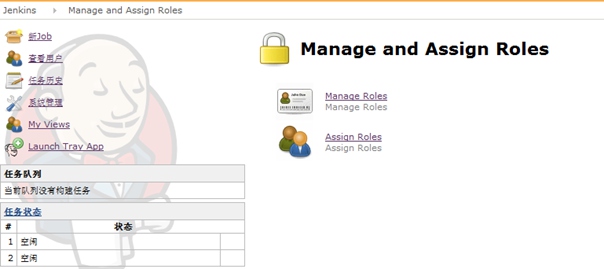 Jenkins Manage and Assign Roles
新Job
查看用户
任务历史
系统管理
My Views
Launch Tray App
任务队列
当前队列没有构建任务
任务状态
# 状态
1 空闲
2 空闲
Manage and Assign Roles
Manage Roles
Manage Roles
Assign Roles
Assign Roles